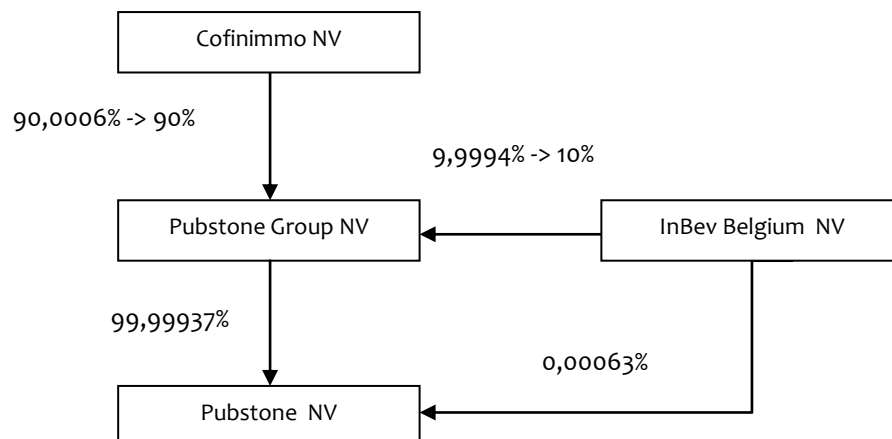 Cofinimmo NV
90,0006% -> 90%
9,9994% -> 10%
Pubstone Group NV
InBev Belgium NV
99,99937%
0,00063%
Pubstone NV